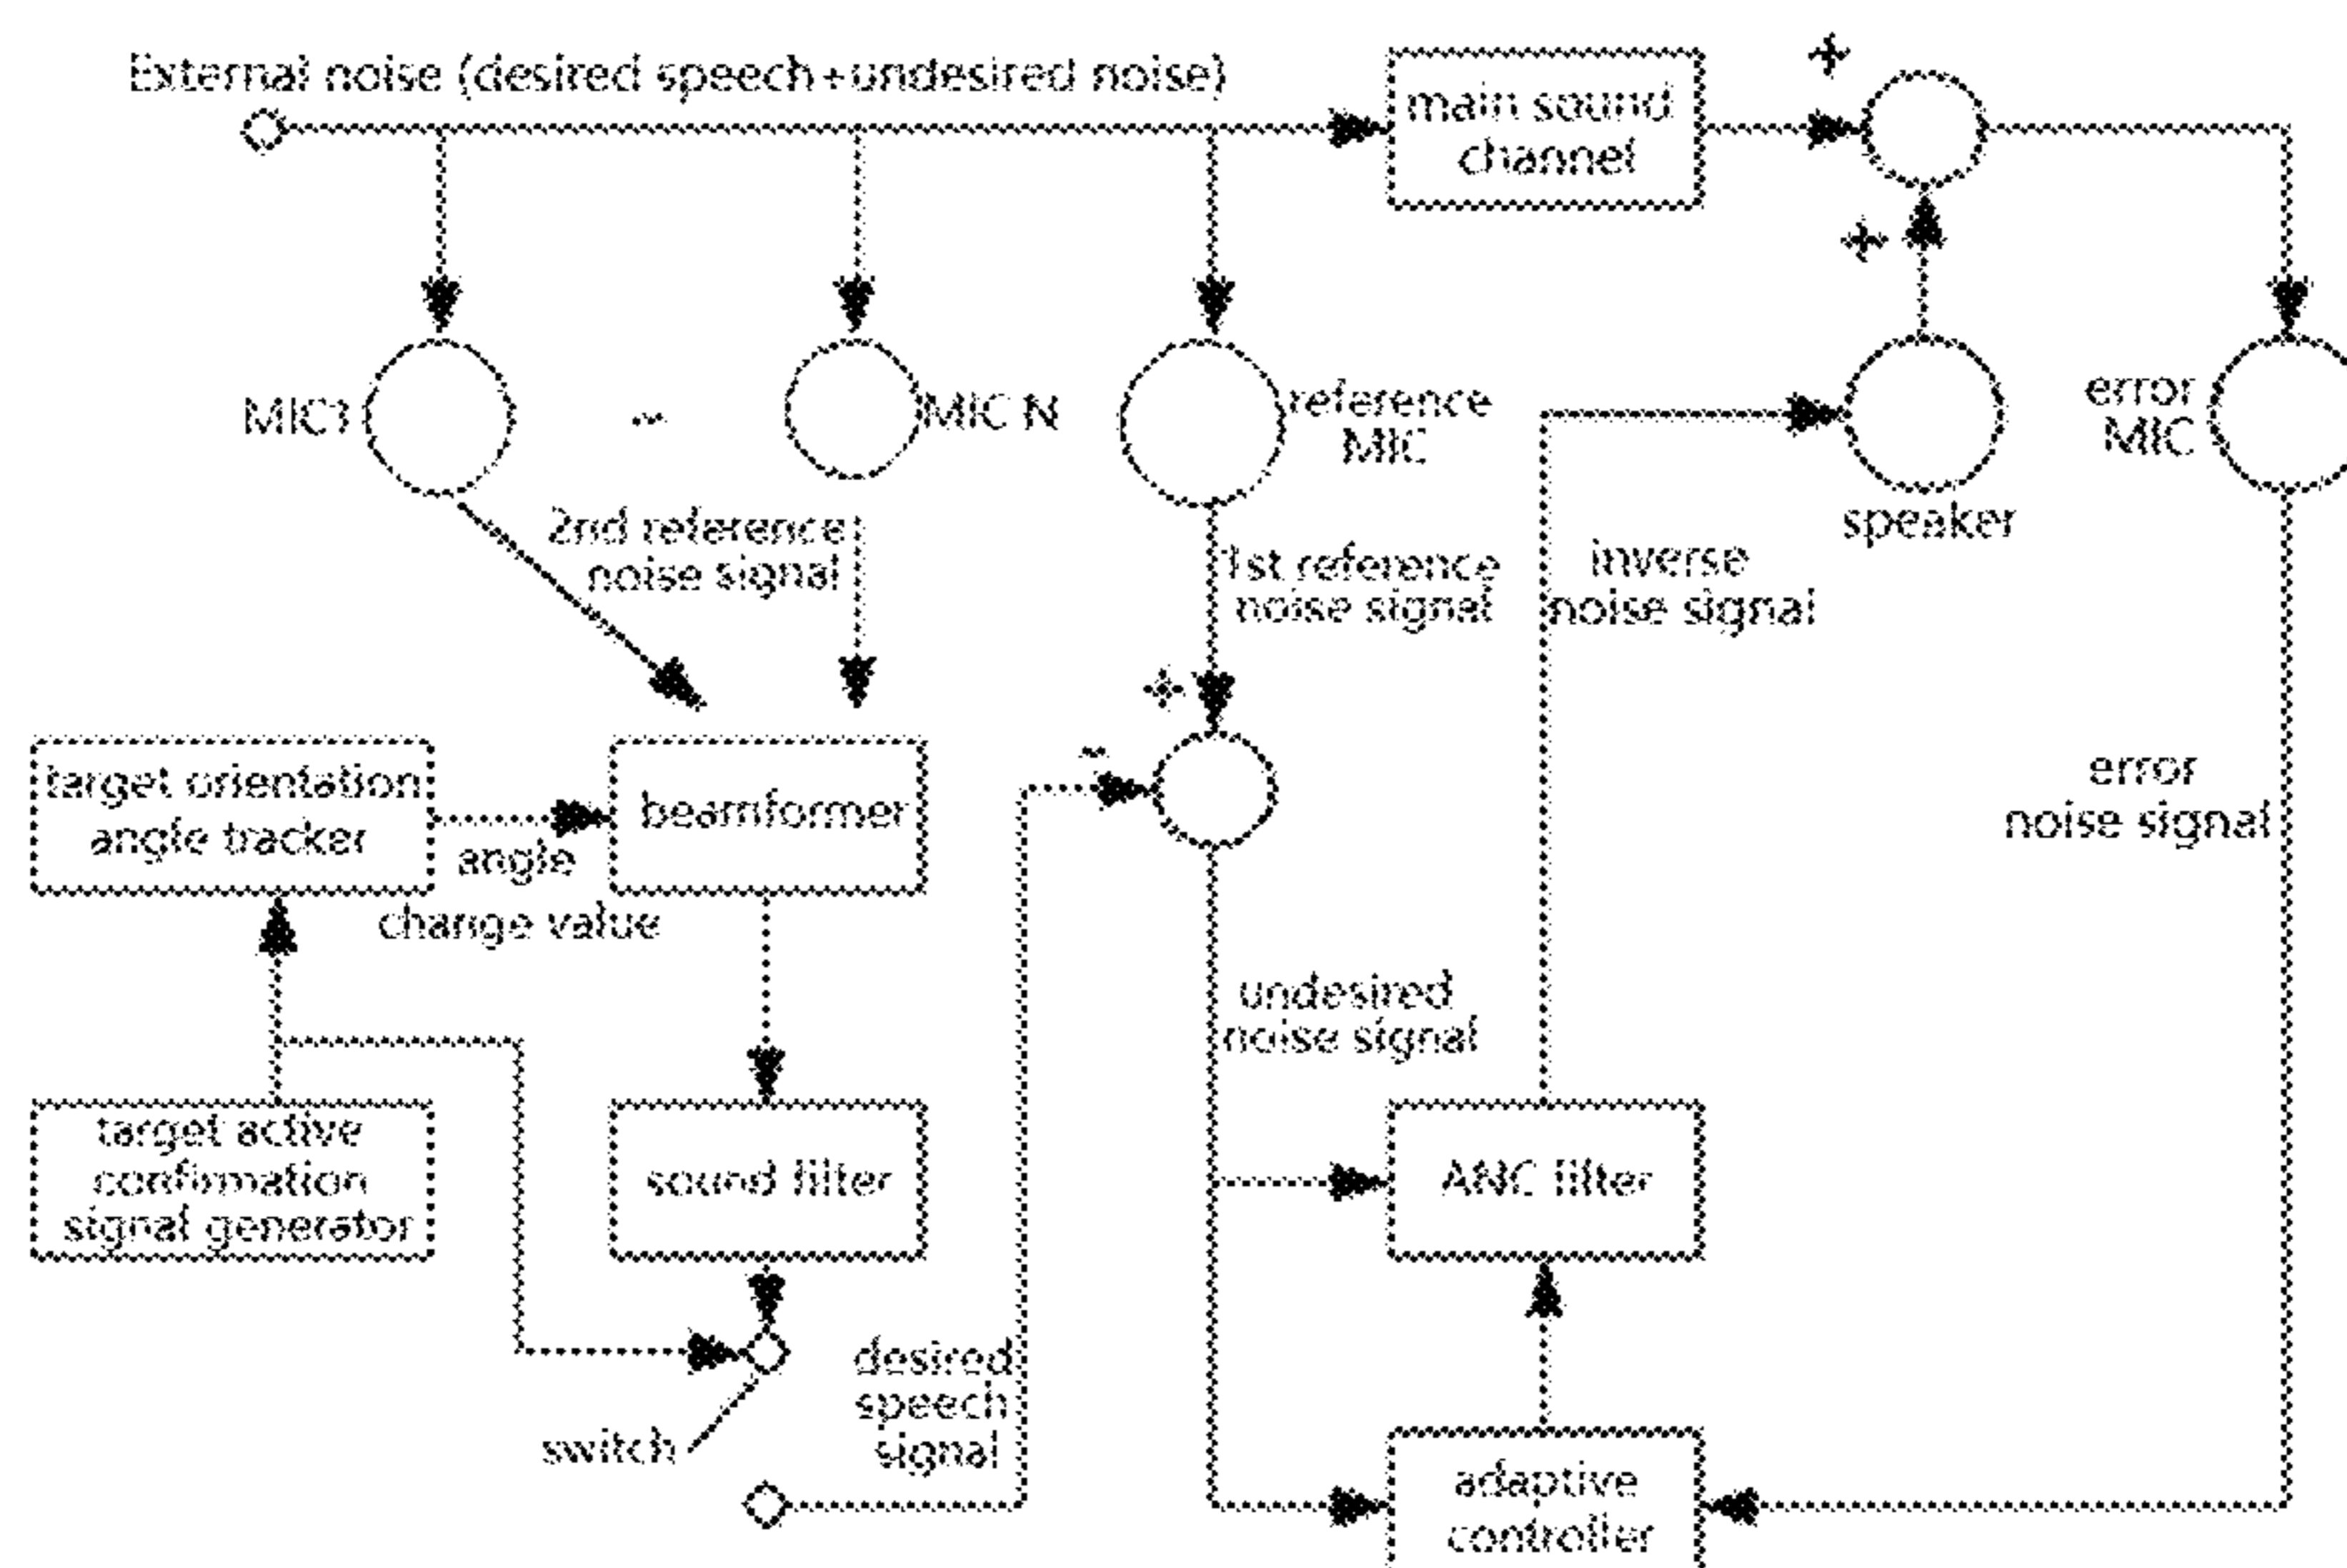 External noise (desired speech+undesired noise)
main sound
channel
+
+
MIC1
~
MIC N
reference
MIC
error
MIC
speaker
2nd reference
noise signal
1st reference
noise signal
inverse
noise signal
+
-
target orientation
angle tracker
angle
change value
beamformer
error
noise signal
undesired
noise signal
target active
confirmation
signal generator
sound filter
ANC filter
switch
desired
speech
signal
adaptive
controller